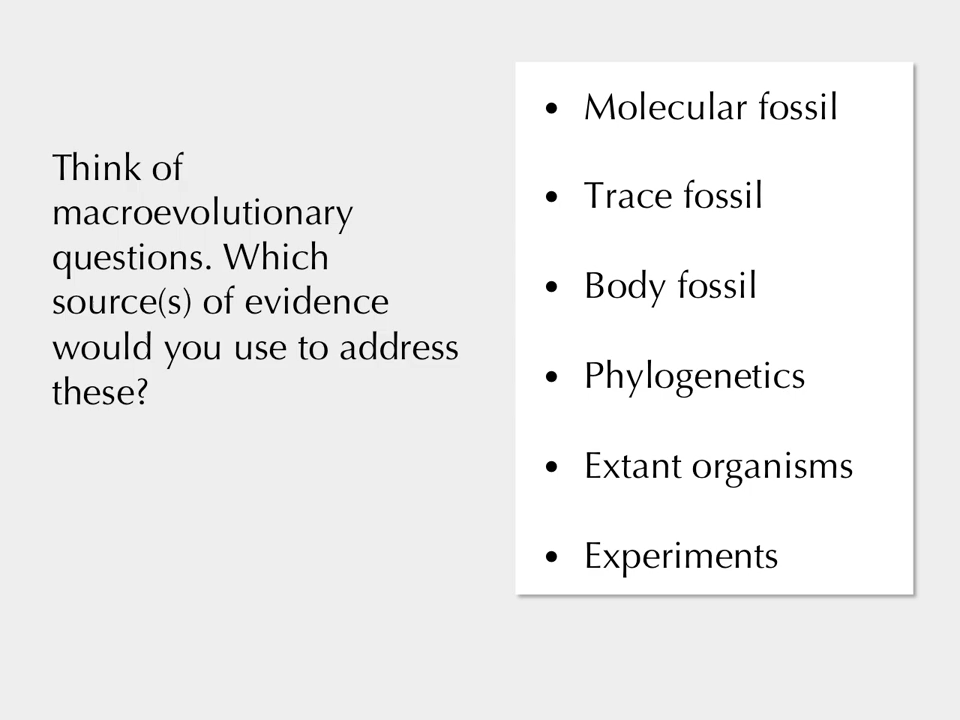 Think of
macroevolutionary
questions. Which
source(s) of evidence
would you use to address
these?
• Molecular fossil
• Trace fossil
• Body fossil
• Phylogenetics
• Extant organisms
• Experiments